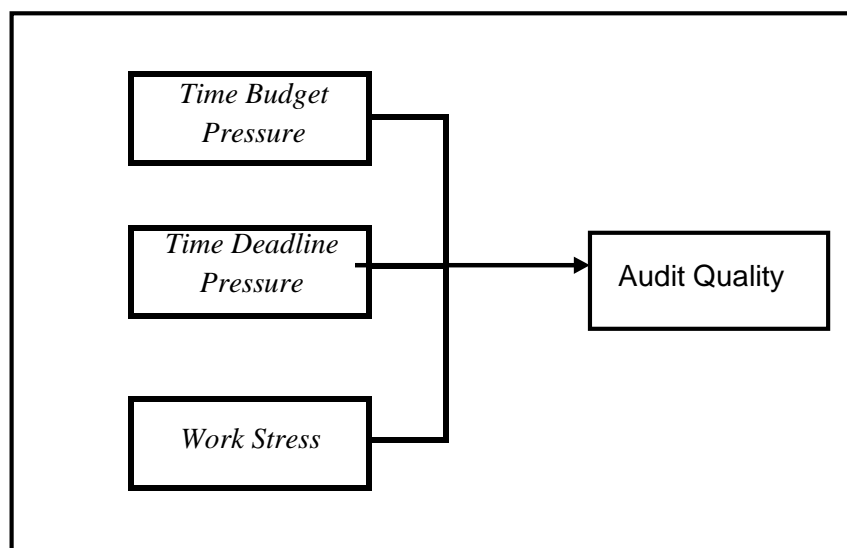 Time Budget
Pressure
Time Deadline
Pressure
Audit Quality
Work Stress